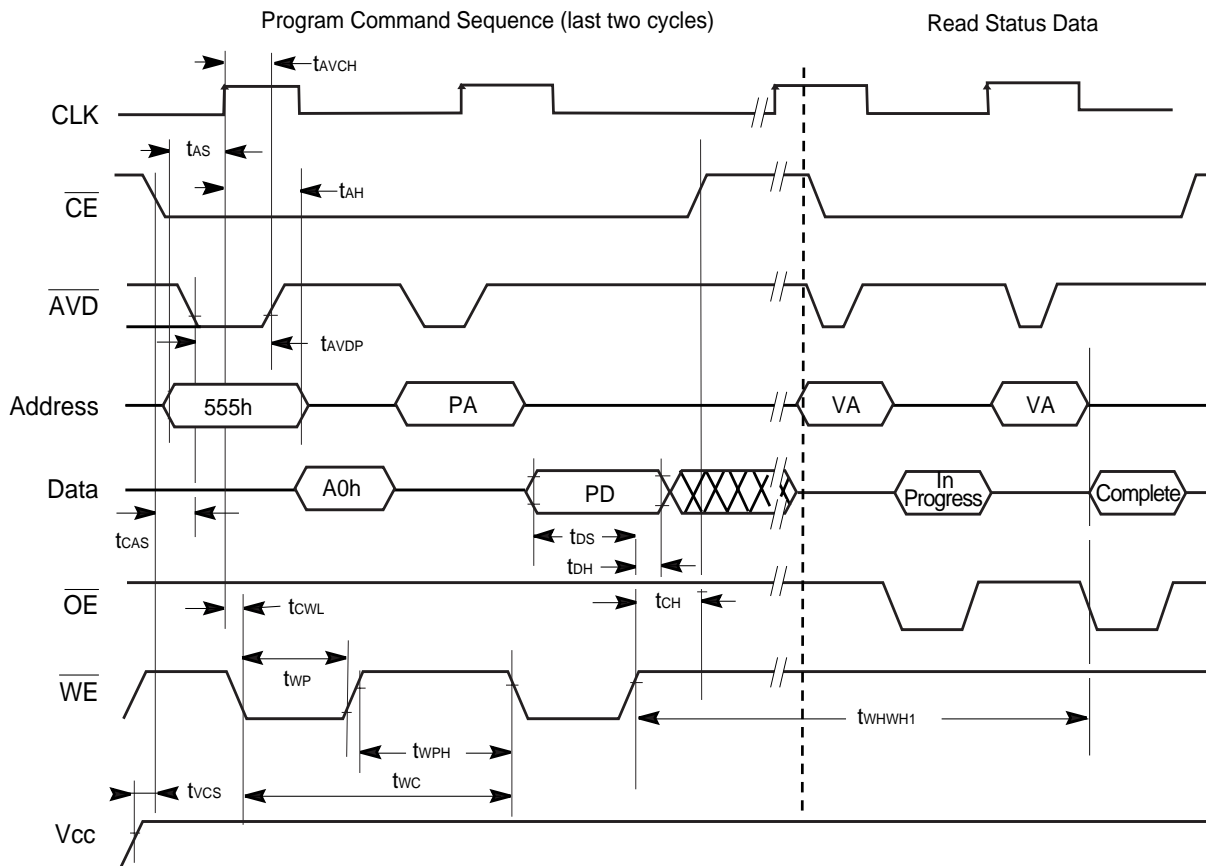 Program Command Sequence (last two cycles)
Read Status Data
tAVCH
CLK
tAS
tAH
CE
AVD
tAVDP
Address
555h
PA
VA
VA
Data
A0h
PD
In
Progress
Complete
tCAS
tDS
tDH
OE
tCWL
tCH
WE
tWP
tWHWH1
tWPH
tWC
tVCS
Vcc